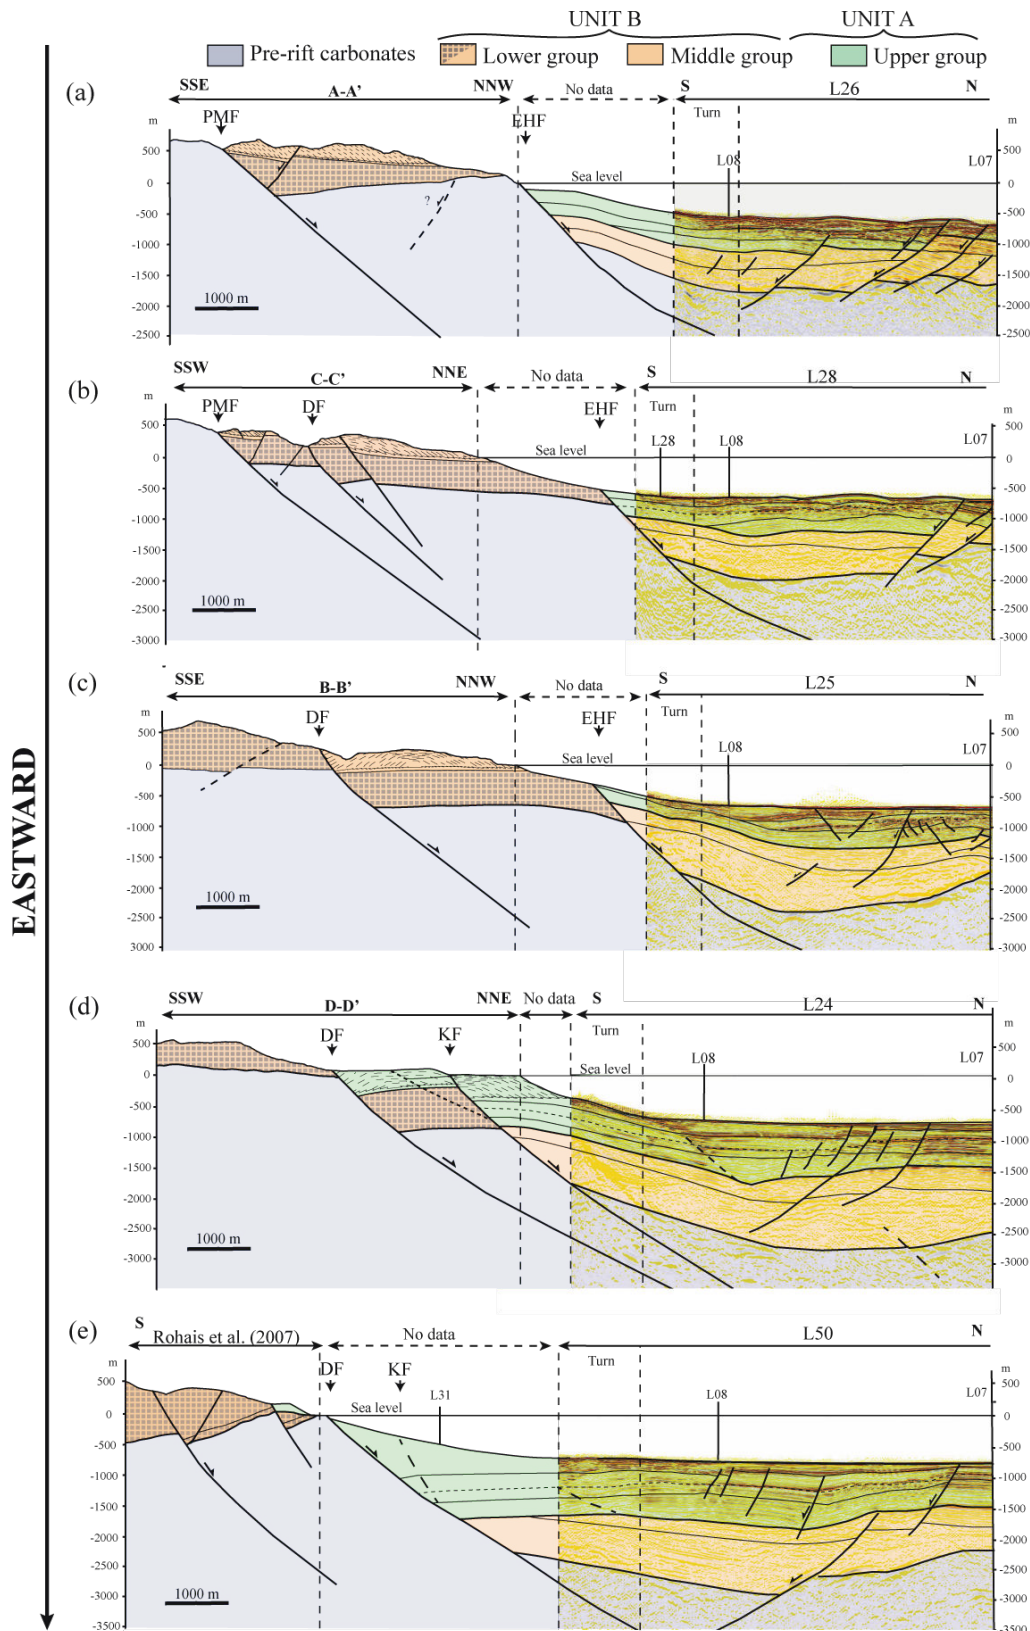 UNIT B UNIT A
Pre-rift carbonates Lower group Middle group Upper group
EASTWARD
(a)
SSE A-A' NNW No data S L26 N
PMF EHF Turn
m m
L08 L07
Sea level
500 500
0 0
-500 -500
-1000 -1000
-1500 -1500
-2000 -2000
-2500 -2500
?
1000 m
(b)
SSW C-C' NNE No data S L28 N
PMF DF EHF Turn
m m
L28 L08 L07
Sea level
500 500
0 0
-500 -500
-1000 -1000
-1500 -1500
-2000 -2000
-2500 -2500
-3000 -3000
1000 m
(c)
SSE B-B' NNW No data S L25 N
DF EHF Turn
m m
L08 L07
Sea level
500 500
0 0
-500 -500
-1000 -1000
-1500 -1500
-2000 -2000
-2500 -2500
3000 3000
1000 m
(d)
SSW D-D' NNE No data S L24 N
DF KF Turn
m m
L08 L07
Sea level
500 500
0 0
-500 -500
-1000 -1000
-1500 -1500
-2000 -2000
-2500 -2500
-3000 -3000
1000 m
(e)
S Rohais et al. (2007) No data L50 N
DF KF Turn
m m
L31 L08 L07
Sea level
500 500
0 0
-500 -500
-1000 -1000
-1500 -1500
-2000 -2000
-2500 -2500
-3000 -3000
-3500 -3500
1000 m